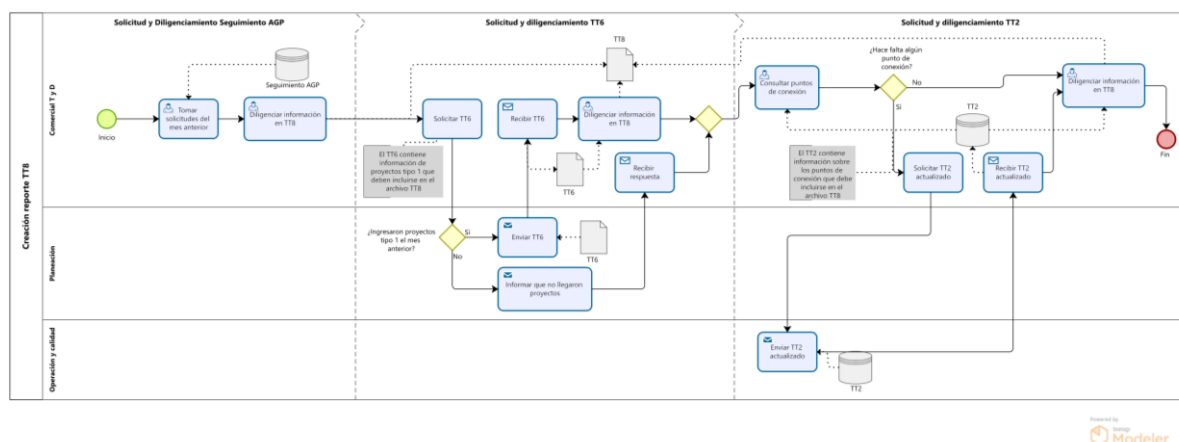 Solicitud y Diligenciamiento Seguimiento AGP
Solicitud y diligenciamiento TT6
Solicitud y diligenciamiento TT2
Creación reporte TT8
Comercial T y D
Inicio
Tomar
solicitudes del
mes anterior
Seguimiento AGP
Diligenciar información
en TT8
Solicitar TT6
El TT6 contiene
información de
proyectos tipo 1 que
deben incluirse en el
archivo TT8
Recibir TT6
TT6
TT8
Diligenciar información
en TT8
Recibir
respuesta
Consultar puntos
de conexión
¿Hace falta algún
punto de
conexión?
No
Si
El TT2 contiene
información sobre
los puntos de
conexión que debe
incluirse en el
archivo TT8
TT2
Solicitar TT2
actualizado
Recibir TT2
actualizado
Diligenciar información
en TT8
Fin
Planeación
¿Ingresaron proyectos
tipo 1 el mes
anterior?
Sí
No
Enviar TT6
TT6
Informar que no llegaron
proyectos
Operación y calidad
Enviar TT2
actualizado
TT2
Powered by
bizagi
Modeler